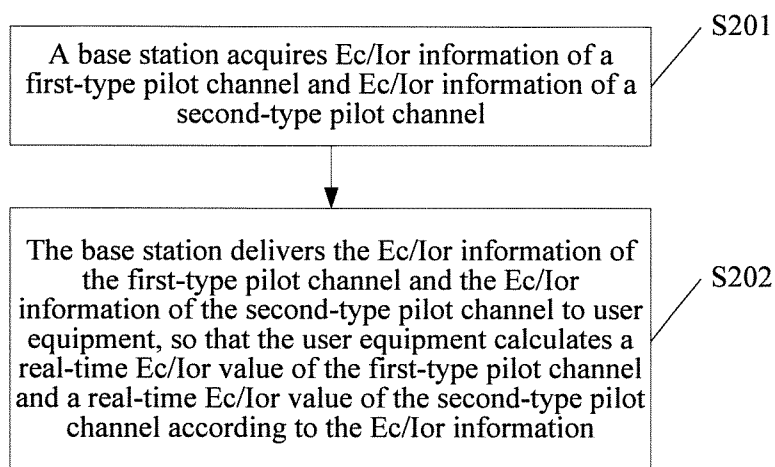 A base station acquires Ec/Ior information of a
first-type pilot channel and Ec/Ior information of a
second-type pilot channel
S201
The base station delivers the Ec/Ior information of
the first-type pilot channel and the Ec/Ior
information of the second-type pilot channel to user
equipment, so that the user equipment calculates a
real-time Ec/Ior value of the first-type pilot channel
and a real-time Ec/Ior value of the second-type pilot
channel according to the Ec/Ior information
S202